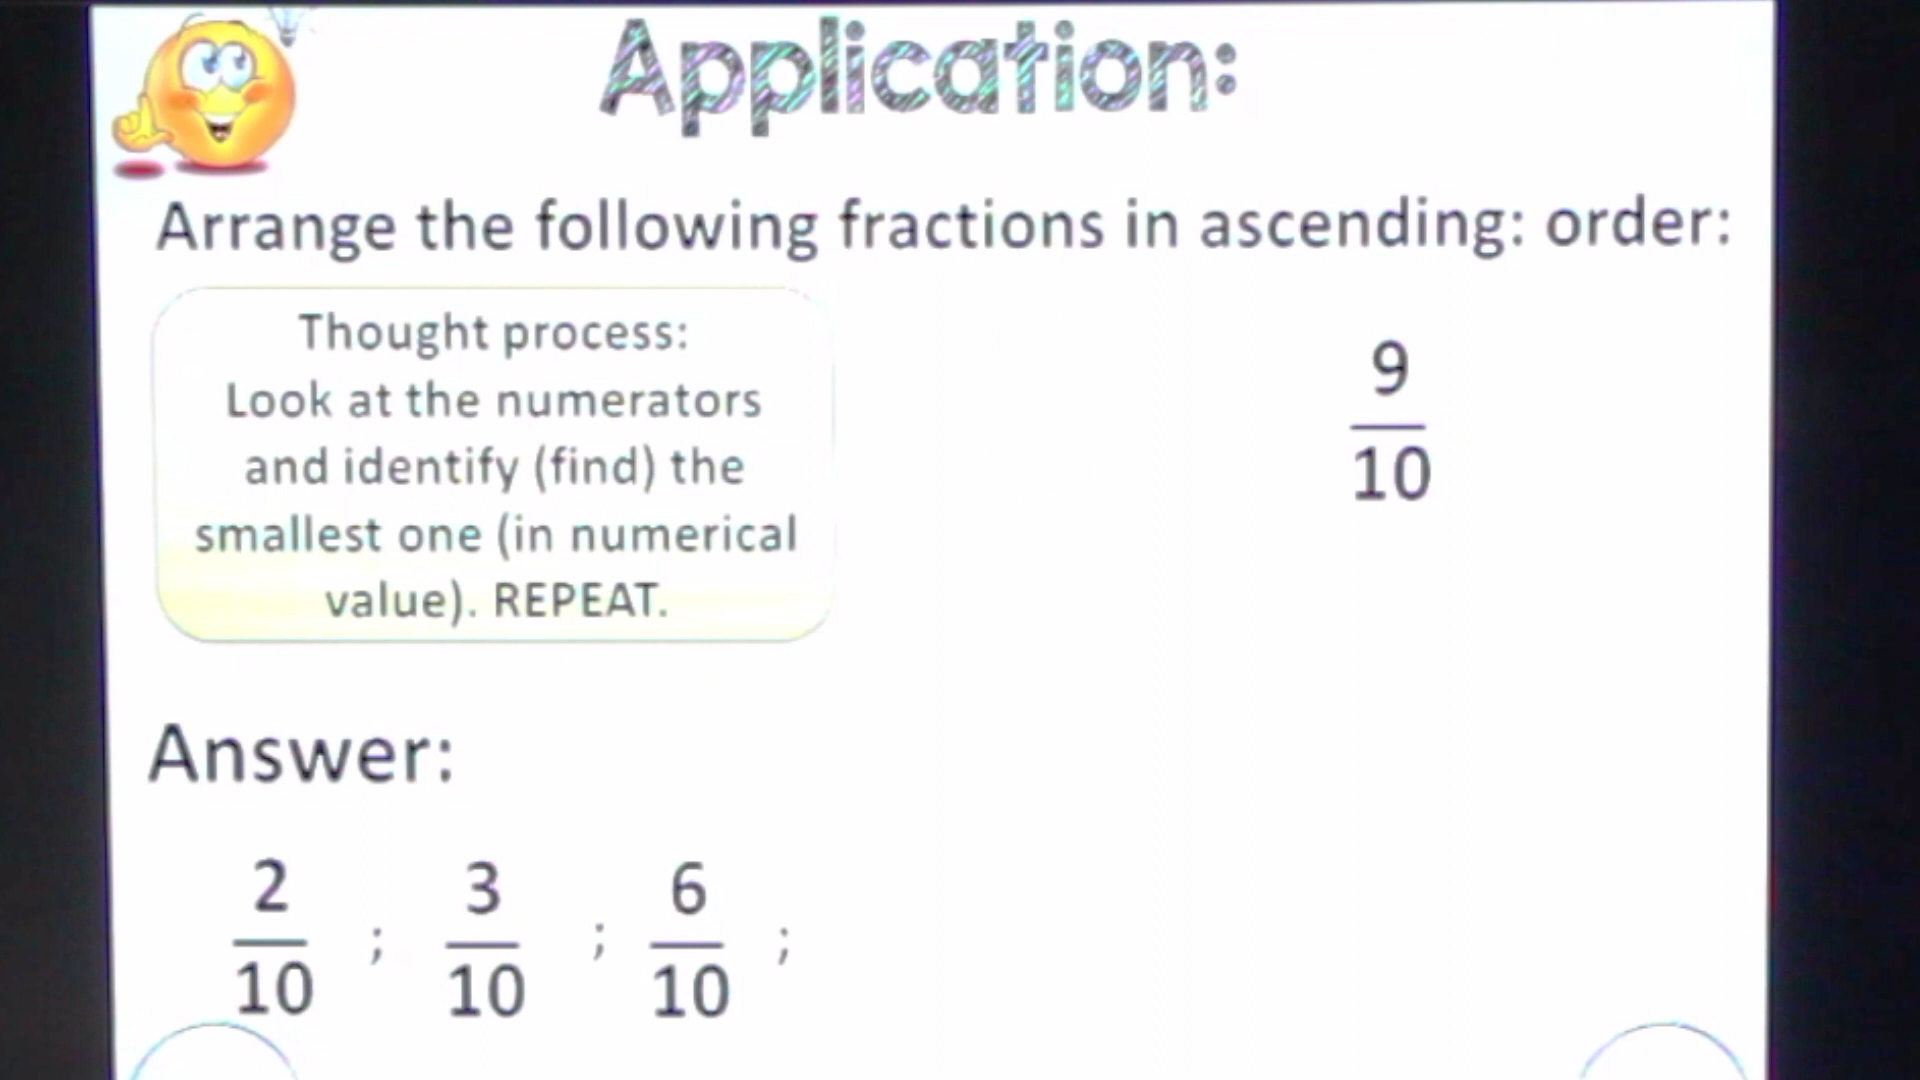 Application:
Arrange the following fractions in ascending: order:
Thought process:
Look at the numerators
and identify (find) the
smallest one (in numerical
value). REPEAT.
9
10
Answer:
2/10 ; 3/10 ; 6/10 ;